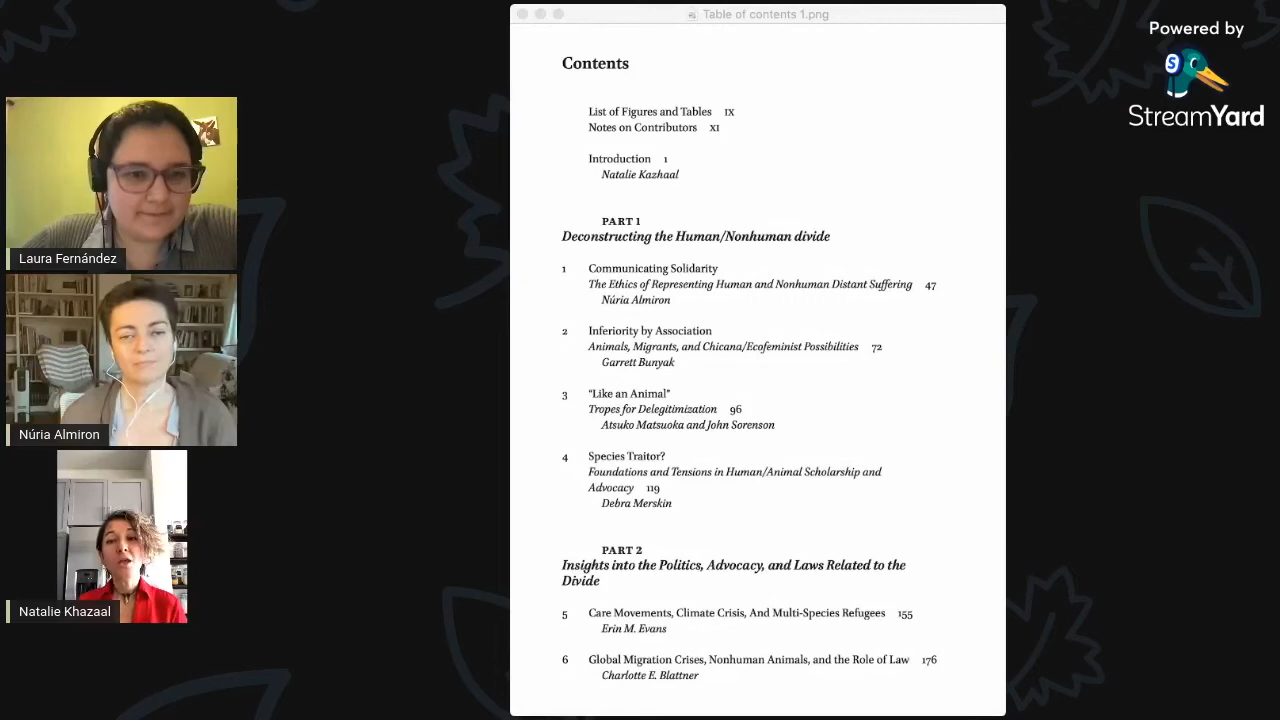 Table of contents 1.png
Powered by
StreamYard
Contents
List of Figures and Tables IX
Notes on Contributors XI
Introduction 1
Natalie Kazhaal
PART 1
Deconstructing the Human/Nonhuman divide
1 Communicating Solidarity
The Ethics of Representing Human and Nonhuman Distant Suffering 47
Núria Almiron
2 Inferiority by Association
Animals, Migrants, and Chicana/Ecofeminist Possibilities 72
Garrett Bunyak
3 “Like an Animal”
Tropes for Delegitimization 96
Atsuko Matsuoka and John Sorenson
4 Species Traitor?
Foundations and Tensions in Human/Animal Scholarship and
Advocacy 119
Debra Merskin
PART 2
Insights into the Politics, Advocacy, and Laws Related to the
Divide
5 Care Movements, Climate Crisis, And Multi-Species Refugees 155
Erin M. Evans
6 Global Migration Crises, Nonhuman Animals, and the Role of Law 176
Charlotte E. Blattner
Laura Fernández
Núria Almiron
Natalie Khazaal